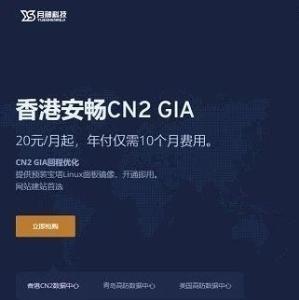 月融科技
香港安畅CN2 GIA
20元/月起，年付仅需10个月费用。
CN2 GIA回程优化
提供预装宝塔Linux面板镜像，开通即用。
网站建站首选
立即抢购
香港CN2数据中心 青岛高防数据中心 美国高防数据中心